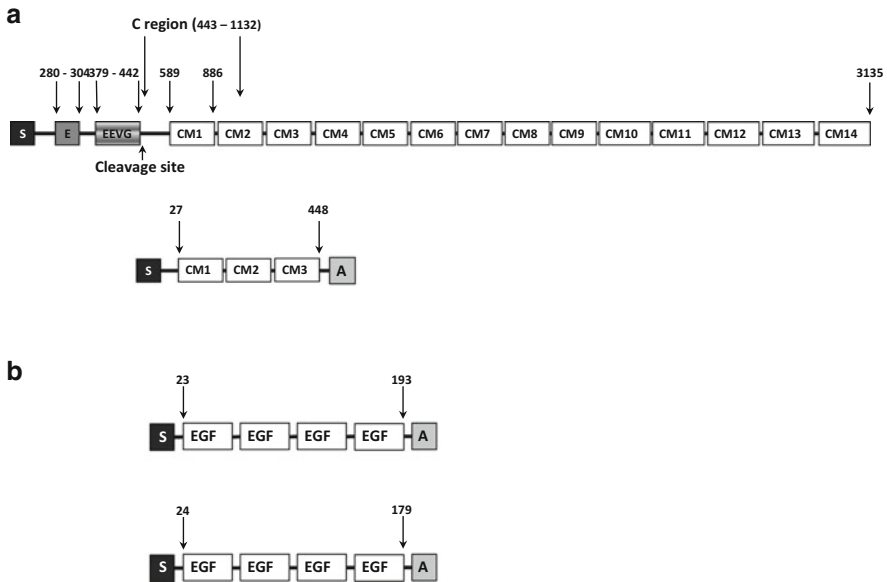 a
C region (443 – 1132)
280 - 304 379 - 442 589 886 3135
S E EEVG CM1 CM2 CM3 CM4 CM5 CM6 CM7 CM8 CM9 CM10 CM11 CM12 CM13 CM14
Cleavage site
27 448
S CM1 CM2 CM3 A
b
23 193
S EGF EGF EGF EGF A
24 179
S EGF EGF EGF EGF A